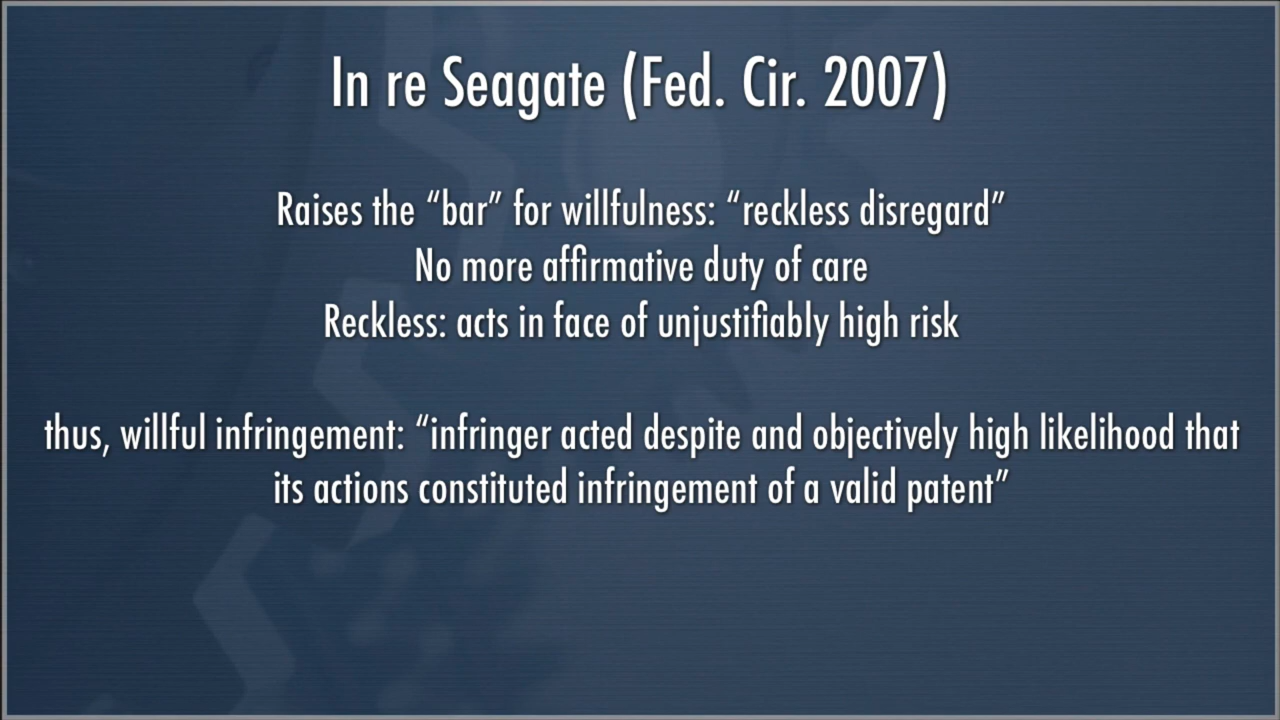 In re Seagate (Fed. Cir. 2007)
Raises the “bar” for willfulness: “reckless disregard”
No more affirmative duty of care
Reckless: acts in face of unjustifiably high risk
thus, willful infringement: “infringer acted despite and objectively high likelihood that
its actions constituted infringement of a valid patent”